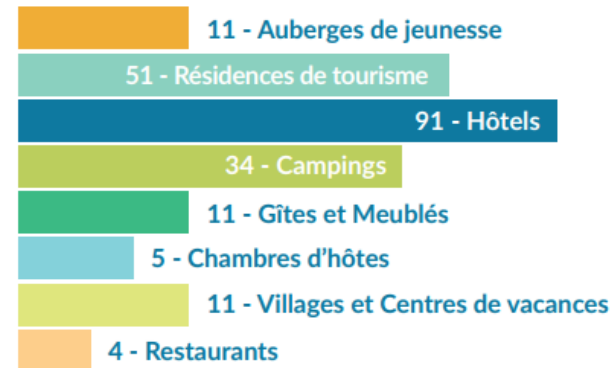 11 - Auberges de jeunesse
51 - Résidences de tourisme
91 - Hôtels
34 - Campings
11 - Gîtes et Meublés
5 - Chambres d’hôtes
11 - Villages et Centres de vacances
4 - Restaurants